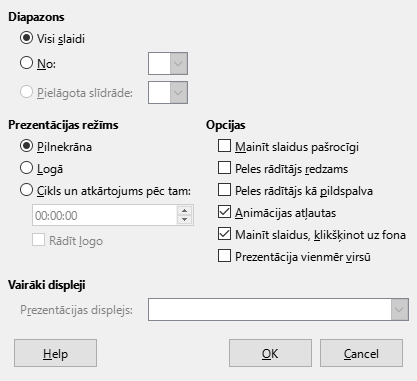 Diapazons
Visi slaidi
No:
Pielāgota slīdrāde:
Prezentācijas režīms
Pilnekrāna
Logā
Cikls un atkārtojums pēc tam:
00:00:00
Rādīt logo
Opcijas
Mainīt slaidus pašrocīgi
Peles rādītājs redzams
Peles rādītājs kā pildspalva
Animācijas atļautas
Mainīt slaidus, klikšķinot uz fona
Prezentācija vienmēr virsū
Vairāki displeji
Prezentācijas displejs:
Help
OK
Cancel